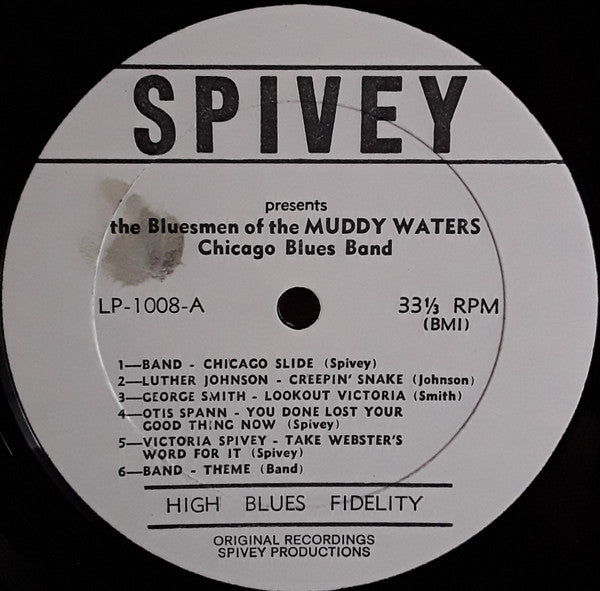 SPIVEY
presents
the Bluesmen of the MUDDY WATERS
Chicago Blues Band
LP-1008-A
33⅓ RPM
(BMI)
1—BAND - CHICAGO SLIDE (Spivey)
2—LUTHER JOHNSON - CREEPIN' SNAKE (Johnson)
3—GEORGE SMITH - LOOKOUT VICTORIA (Smith)
4—OTIS SPANN - YOU DONE LOST YOUR
GOOD THING NOW (Spivey)
5—VICTORIA SPIVEY - TAKE WEBSTER'S
WORD FOR IT (Spivey)
6—BAND - THEME (Band)
HIGH BLUES FIDELITY
ORIGINAL RECORDINGS
SPIVEY PRODUCTIONS